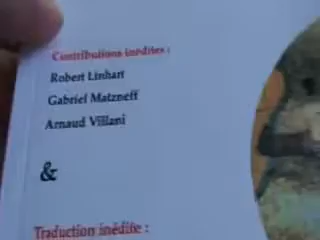 Contributions inédites :
Robert Linhart
Gabriel Matzneff
Arnaud Villani
&
Traduction inédite :